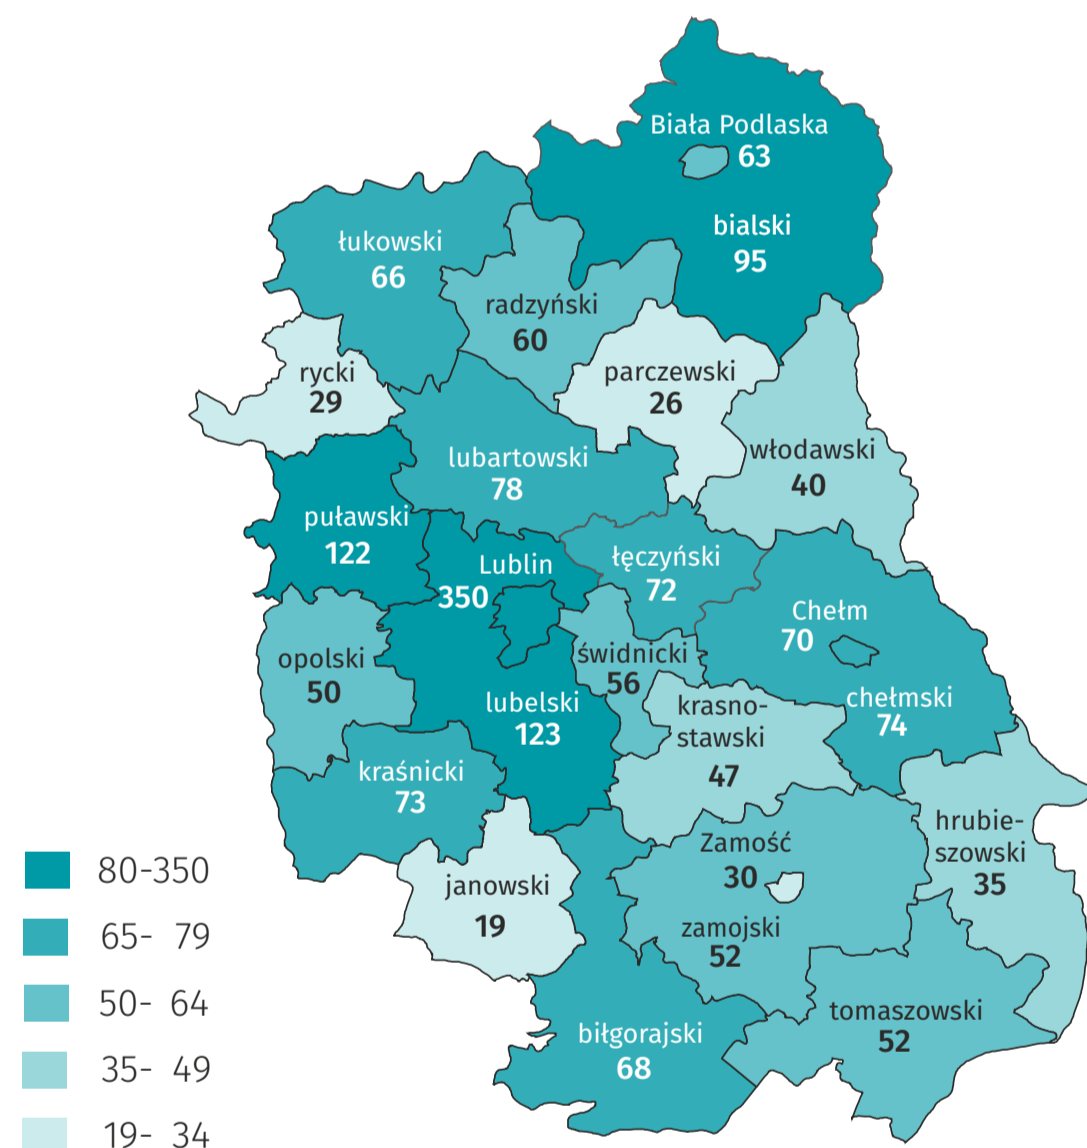 Biała Podlaska
63
bialski
95
łukowski
66
radzyński
60
rycki
29
parczewski
26
włodawski
40
lubartowski
78
puławski
122
Lublin
350
łęczyński
72
Chełm
70
opolski
50
świdnicki
56
lubelski
123
krasno-
stawski
47
chełmski
74
kraśnicki
73
Zamość
30
hrubie-
szowski
35
janowski
19
zamojski
52
tomaszowski
52
biłgorajski
68
80-350
65- 79
50- 64
35- 49
19- 34